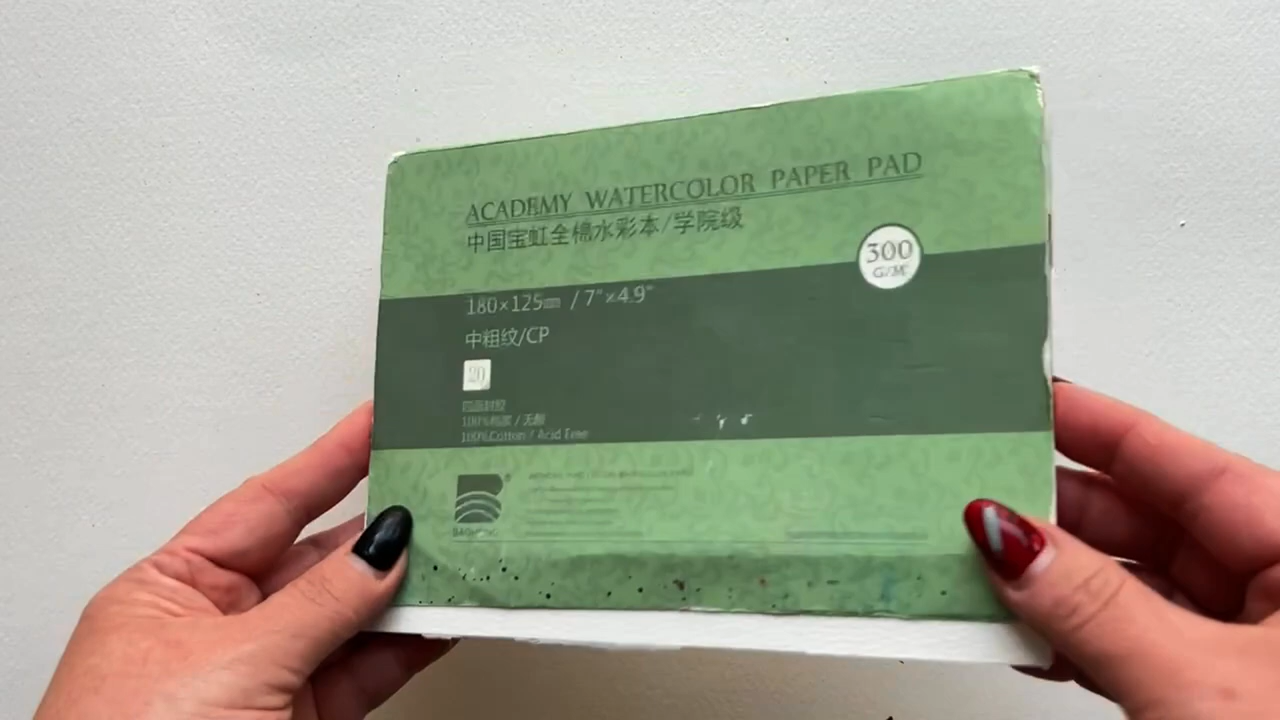 ACADEMY WATERCOLOR PAPER PAD
中国宝虹全棉水彩本/学院级
300
G/M²
180×125mm / 7"×4.9"
中粗纹/CP
20
四面封胶
100%棉浆 / 无酸
100%Cotton / Acid Free